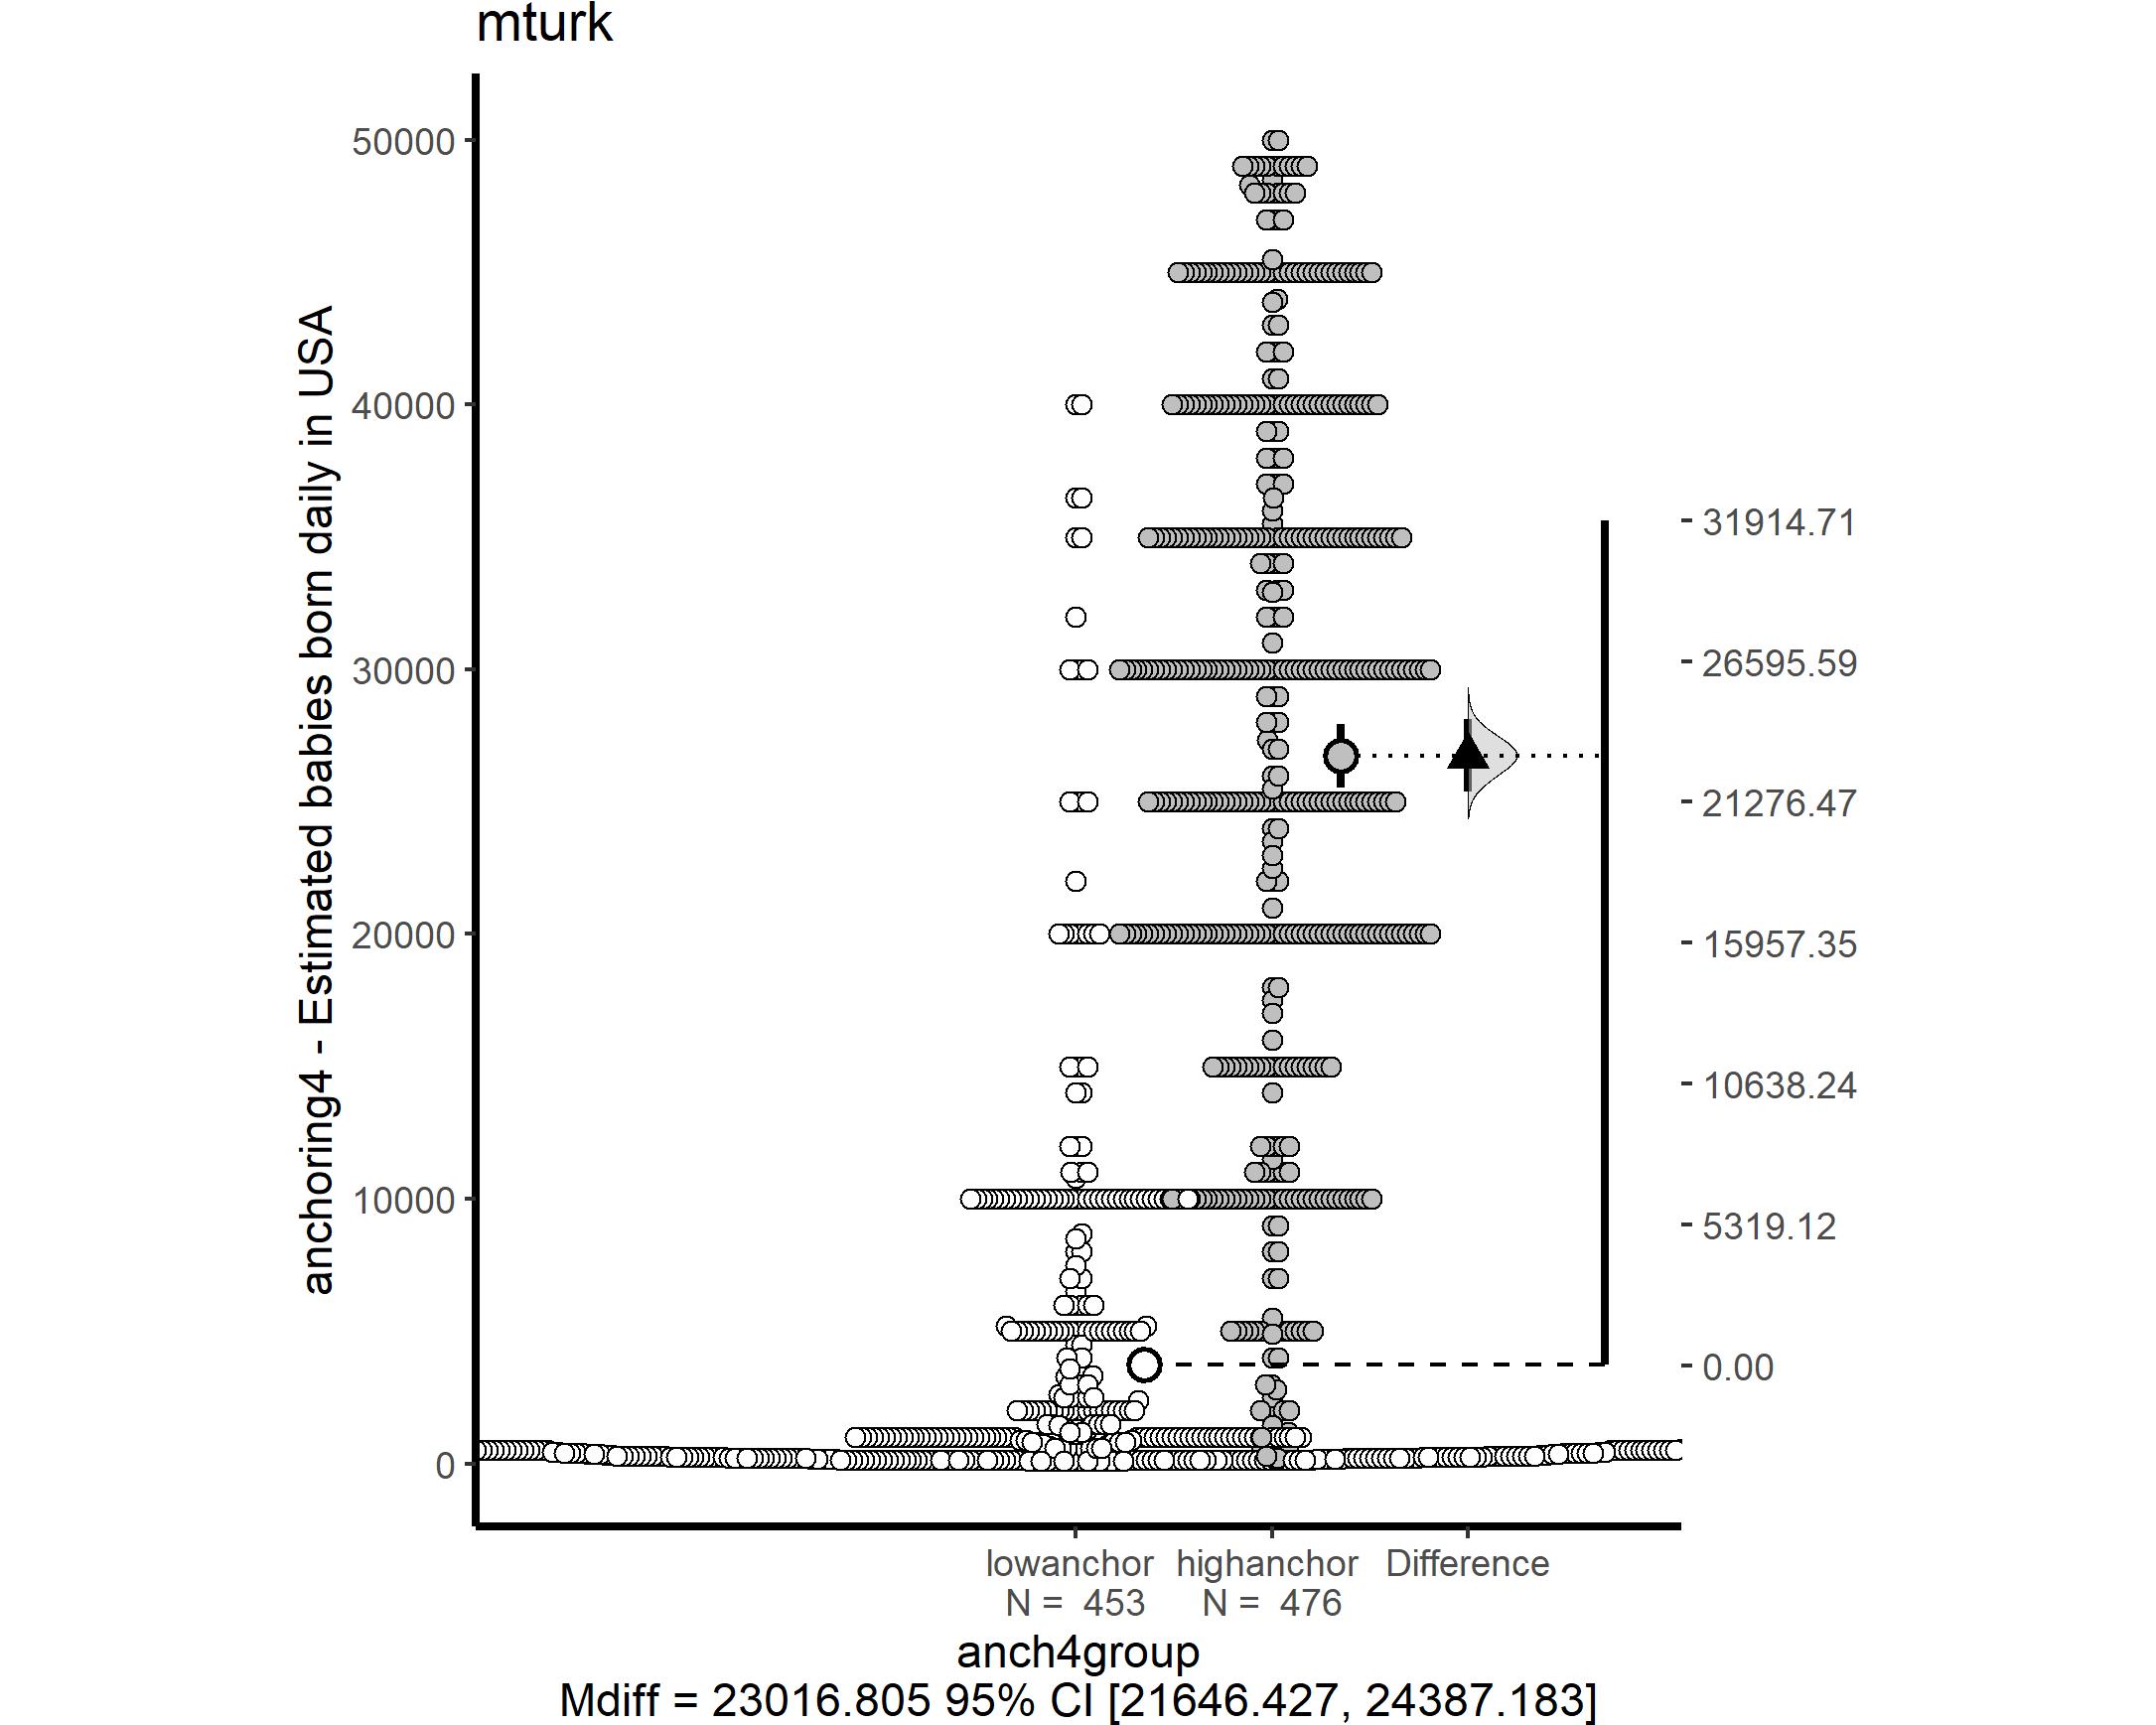 mturk
anchoring4 - Estimated babies born daily in USA
50000
40000
30000
20000
10000
0
31914.71
26595.59
21276.47
15957.35
10638.24
5319.12
0.00
lowanchor highanchor Difference
N =  453 N =  476
anch4group
Mdiff = 23016.805 95% CI [21646.427, 24387.183]